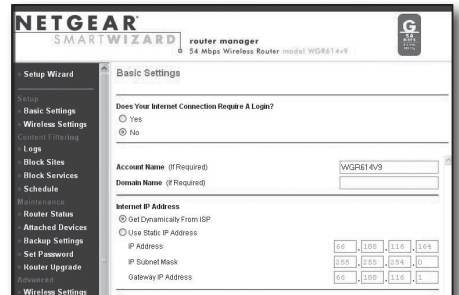 NETGEAR
SMARTWIZARD router manager
54 Mbps Wireless Router model WGR614v9
G
54
Setup Wizard
Basic Settings
Setup
Basic Settings
Wireless Settings
Content Filtering
Logs
Block Sites
Block Services
Schedule
Maintenance
Router Status
Attached Devices
Backup Settings
Set Password
Router Upgrade
Advanced
Wireless Settings
Does Your Internet Connection Require A Login?
Yes
No
Account Name (If Required) WGR614V9
Domain Name (If Required)
Internet IP Address
Get Dynamically From ISP
Use Static IP Address
IP Address 66 . 188 . 116 . 164
IP Subnet Mask 255 . 255 . 254 . 0
Gateway IP Address 66 . 188 . 116 . 1